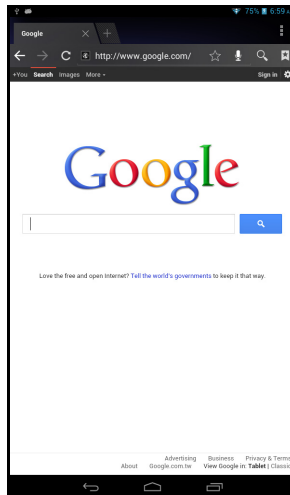 75% 6:59
Google
http://www.google.com/
+You Search Images More Sign in
Google
Love the free and open Internet? Tell the world's governments to keep it that way.
Advertising Business Privacy & Terms
About Google.com.tw View Google in: Tablet | Classic